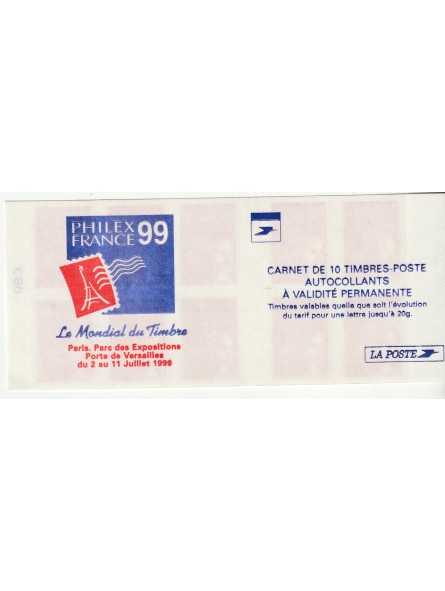 PHILEX
FRANCE 99
Le Mondial du Timbre
Paris. Parc des Expositions
Porte de Versailles
du 2 au 11 Juillet 1999
CARNET DE 10 TIMBRES-POSTE
AUTOCOLLANTS
À VALIDITÉ PERMANENTE
Timbres valables quelle que soit l'évolution
du tarif pour une lettre jusqu'à 20g.
LA POSTE